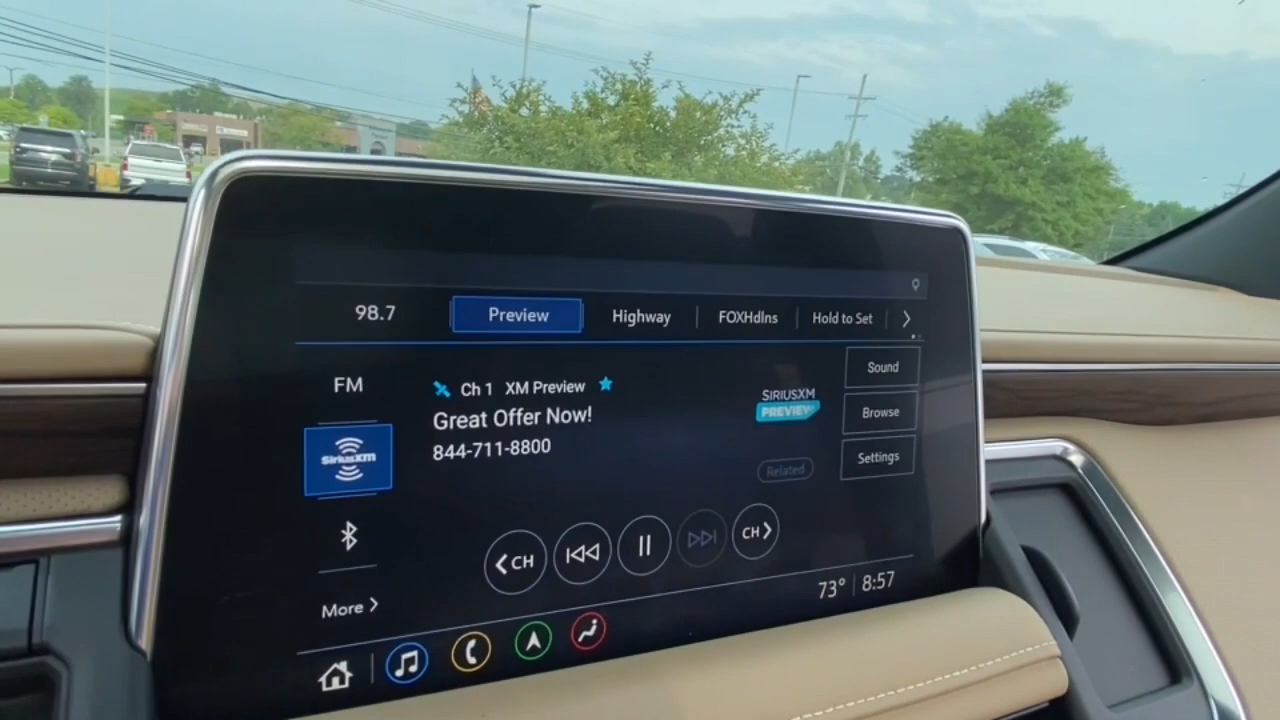 98.7
Preview
Highway
FOXHdlns
Hold to Set
FM
Ch 1 XM Preview
Great Offer Now!
844-711-8800
SIRIUSXM
PREVIEW
Sound
Browse
Settings
SiriusXM
Related
CH
CH
More
73° 8:57